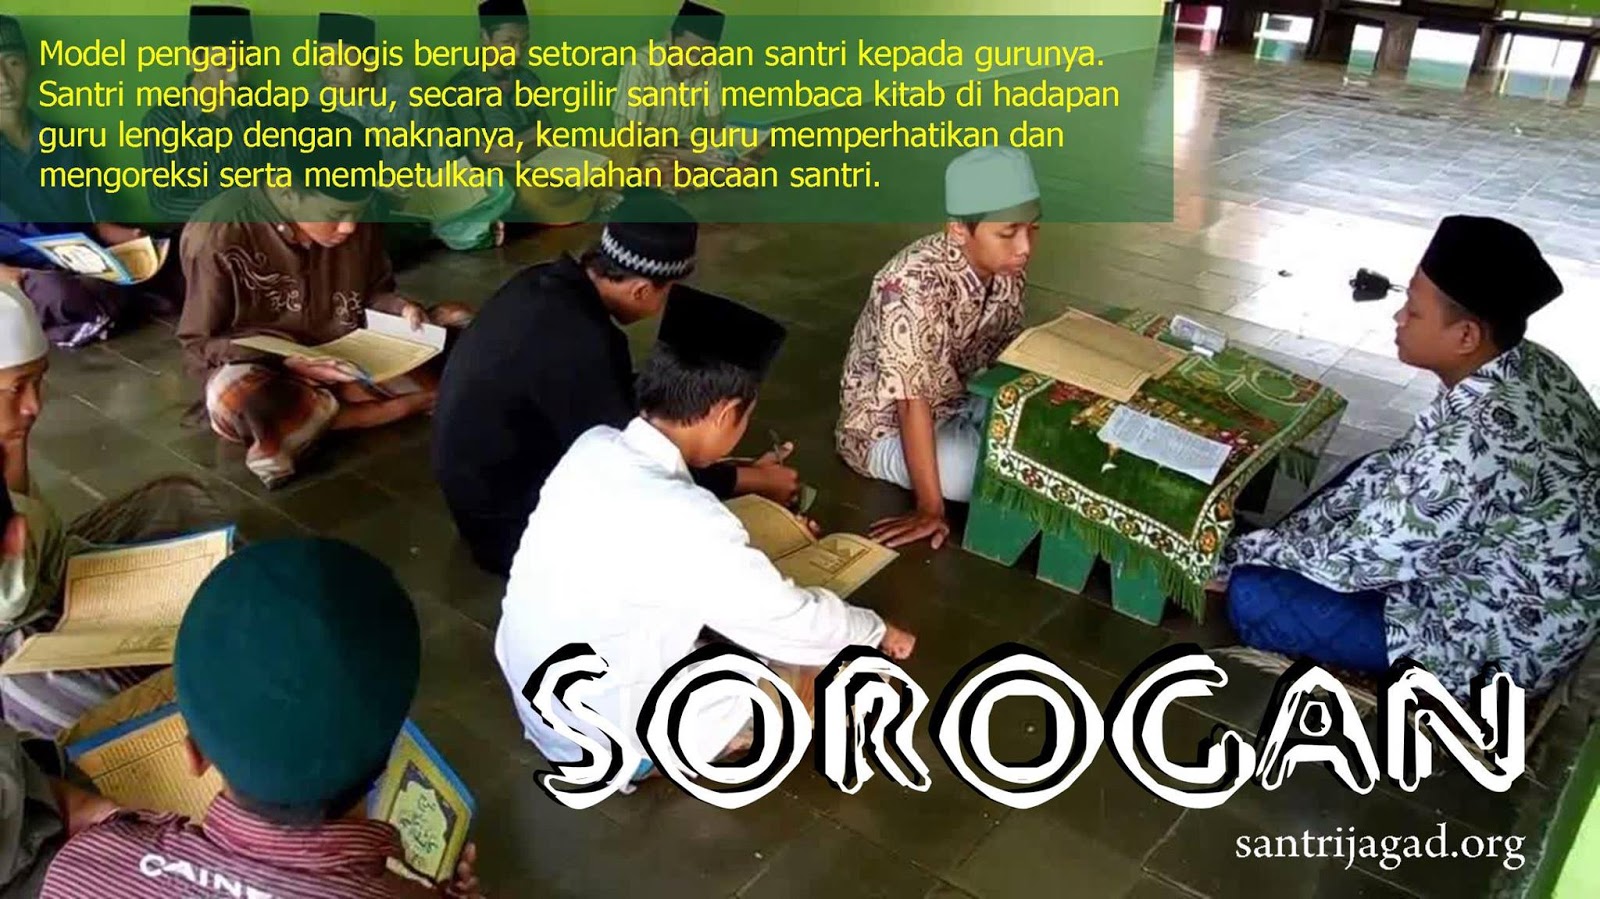 Model pengajian dialogis berupa setoran bacaan santri kepada gurunya.
Santri menghadap guru, secara bergilir santri membaca kitab di hadapan
guru lengkap dengan maknanya, kemudian guru memperhatikan dan
mengoreksi serta membetulkan kesalahan bacaan santri.
SOROGAN
santrijagad.org